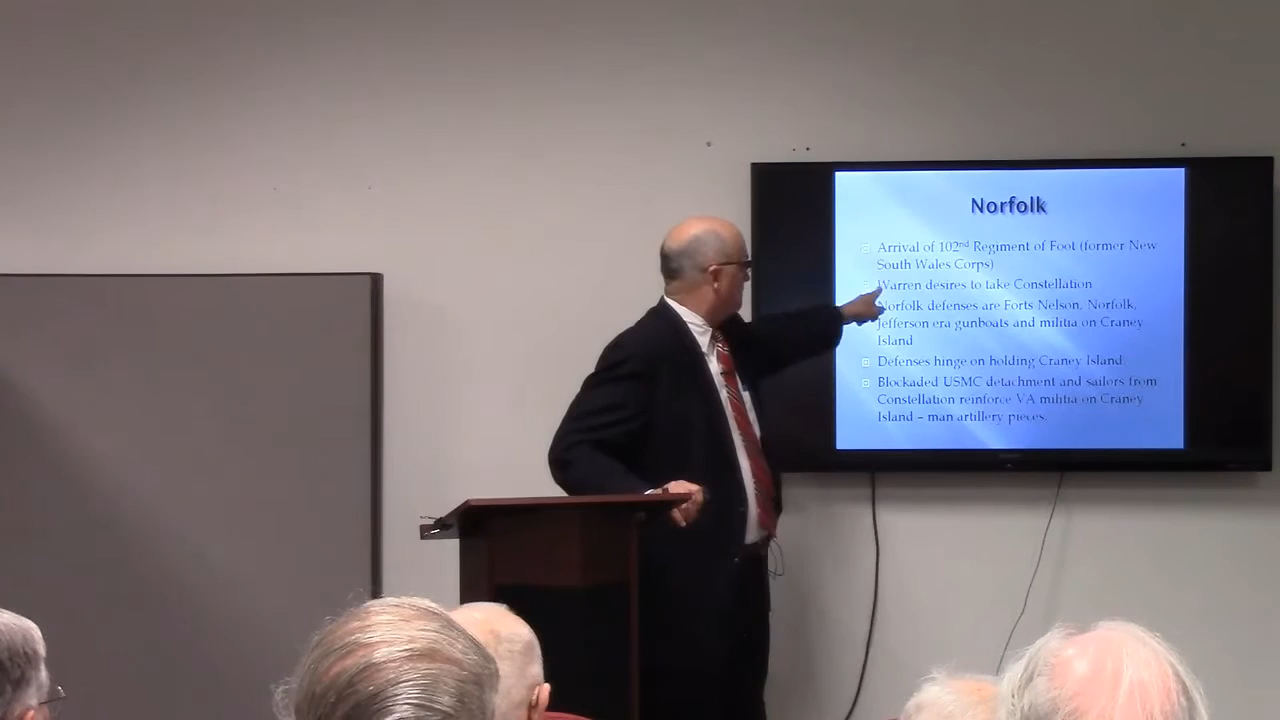 Norfolk
Arrival of 102nd Regiment of Foot (former New
South Wales Corps)
Warren desires to take Constellation
Norfolk defenses are Forts Nelson, Norfolk,
Jefferson era gunboats and militia on Craney
Island
Defenses hinge on holding Craney Island.
Blockaded USMC detachment and sailors from
Constellation reinforce VA militia on Craney
Island – man artillery pieces.